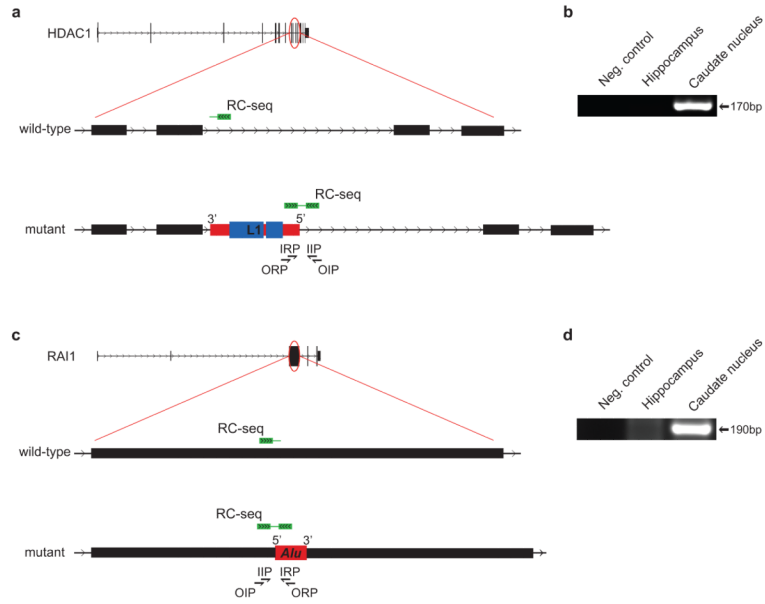 a
HDAC1
RC-seq
wild-type
RC-seq
3' 5'
mutant L1
IRP IIP
ORP OIP
b
Neg. control
Hippocampus
Caudate nucleus
170bp
c
RAI1
RC-seq
wild-type
RC-seq
5' 3'
mutant Alu
IIP IRP
OIP ORP
d
Neg. control
Hippocampus
Caudate nucleus
190bp